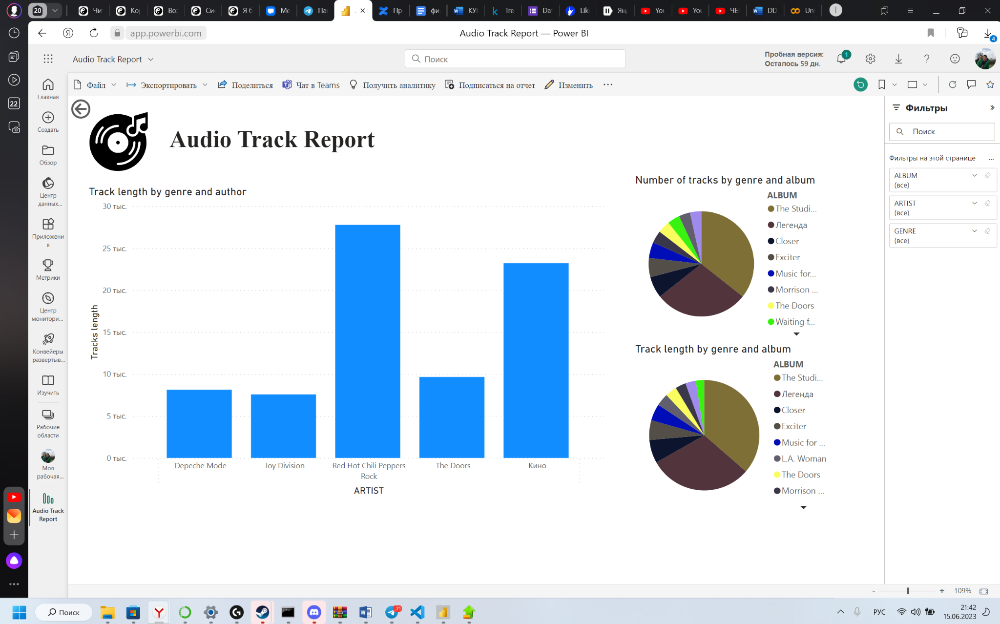 20
Чи
Ко
Во
Си
Я б
Ме
Па
Пр
фи
КУ
Tre
Da
Lik
Ян
You
You
ЧЕ
DD
Un
app.powerbi.com
Audio Track Report — Power BI
4
22
Audio Track Report
Поиск
Пробная версия:
Осталось 59 дн.
1
Файл
Экспортировать
Поделиться
Чат в Teams
Получить аналитику
Подписаться на отчет
Изменить
Главная
Создать
Обзор
Центр
данных...
Приложени
я
Метрики
Центр
монитори...
Конвейеры
развертыв...
Изучить
Рабочие
области
Моя
рабочая...
Audio Track
Report
Audio Track Report
Track length by genre and author
30 тыс.
25 тыс.
20 тыс.
15 тыс.
10 тыс.
5 тыс.
0 тыс.
Tracks length
Depeche Mode
Joy Division
Red Hot Chili Peppers
The Doors
Кино
Rock
ARTIST
Number of tracks by genre and album
ALBUM
The Studi...
Легенда
Closer
Exciter
Music for...
Morrison ...
The Doors
Waiting f...
Track length by genre and album
ALBUM
The Studi...
Легенда
Closer
Exciter
Music for ...
L.A. Woman
The Doors
Morrison ...
Фильтры
Поиск
Фильтры на этой странице
...
ALBUM
(все)
ARTIST
(все)
GENRE
(все)
- + 109%
Поиск
71
РУС
21:42
15.06.2023